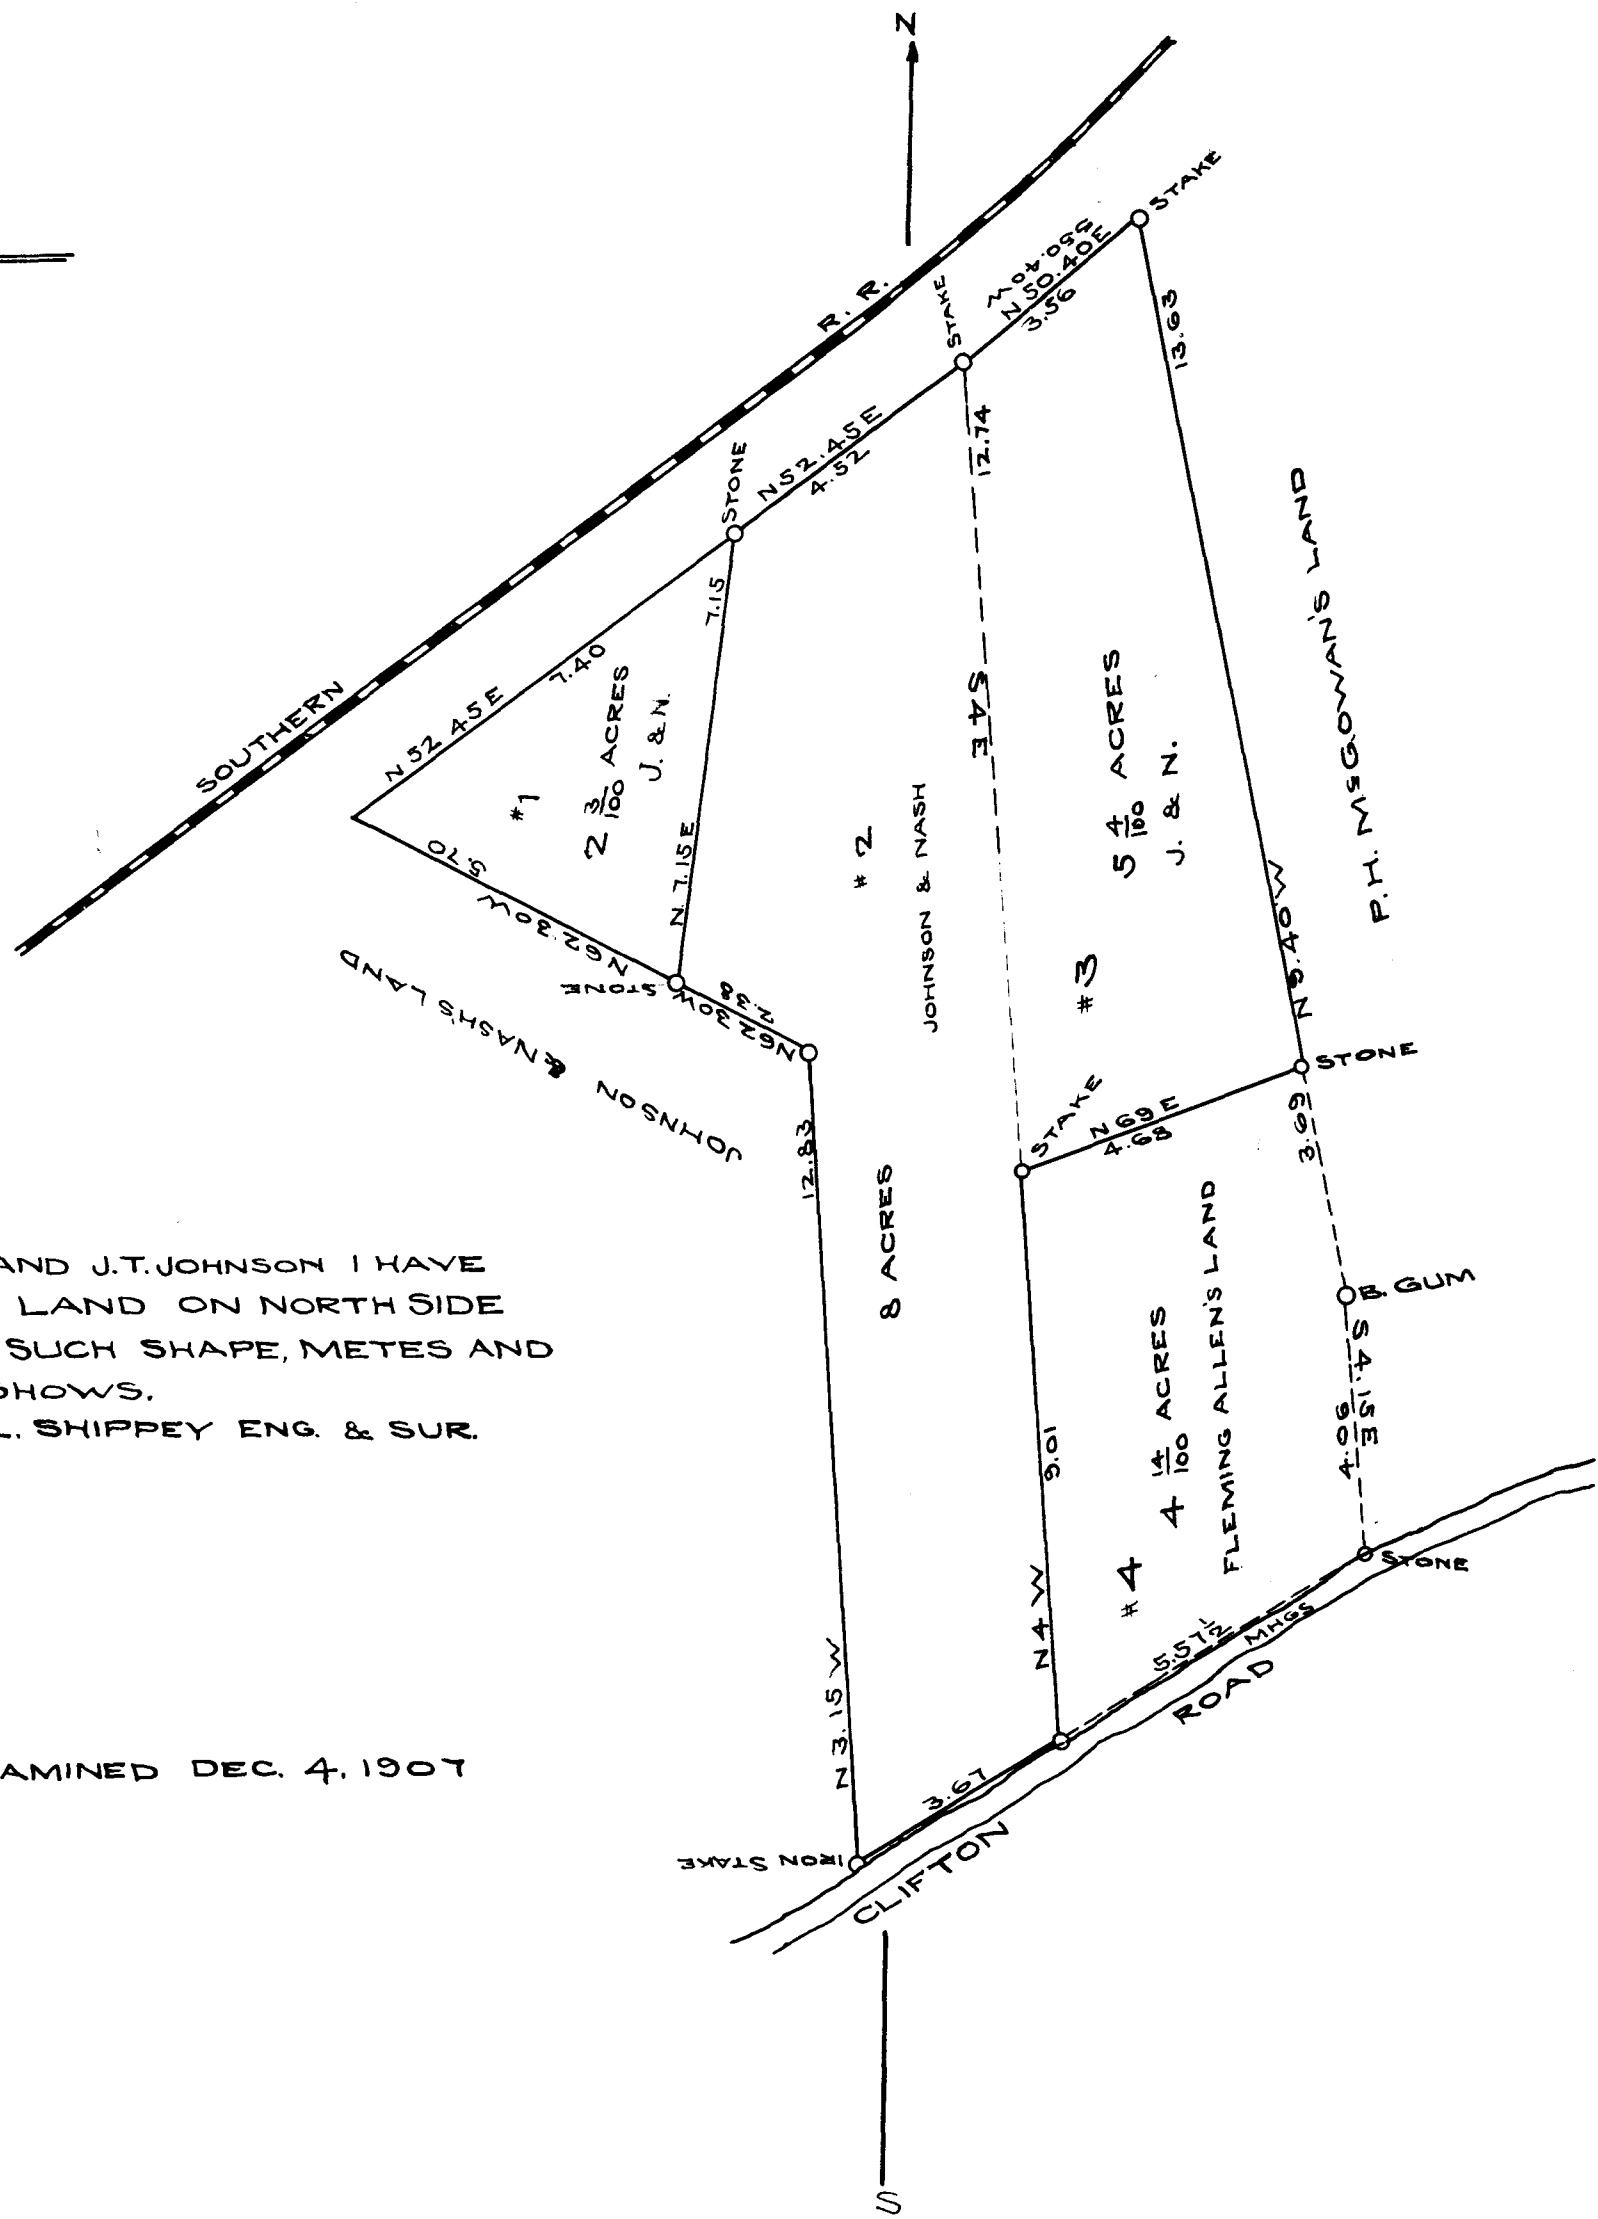 N
STAKE
S 50.40 W
N 50.40 E
3.56
STAKE
R. R.
13.63
12.74
N 52.45 E
4.52
STONE
7.15
SOUTHERN
N 52 45 E
7.40
#1
2 3/100 ACRES
J. & N.
N 7.15 E
5.70
N 62 30 W
STONE
N 62 30 W
2.38
JOHNSON & NASH'S LAND
S 4 E
#2
JOHNSON & NASH
8 ACRES
5 4/100 ACRES
J. & N.
#3
P.H. McGOWAN'S LAND
N 9.40 W
STONE
STAKE
N 69 E
4.68
3.69
12.83
N 3.15 W
B. GUM
S 4.15 E
4.90
#4
4 14/100 ACRES
FLEMING ALLEN'S LAND
9.01
N 4 W
STONE
5.57 1/2
MHGS
3.67
IRON STAKE
CLIFTON ROAD
AND J.T. JOHNSON I HAVE
LAND ON NORTH SIDE
SUCH SHAPE, METES AND
SHOWS.
L. SHIPPEY ENG. & SUR.
AMINED DEC. 4, 1907
S